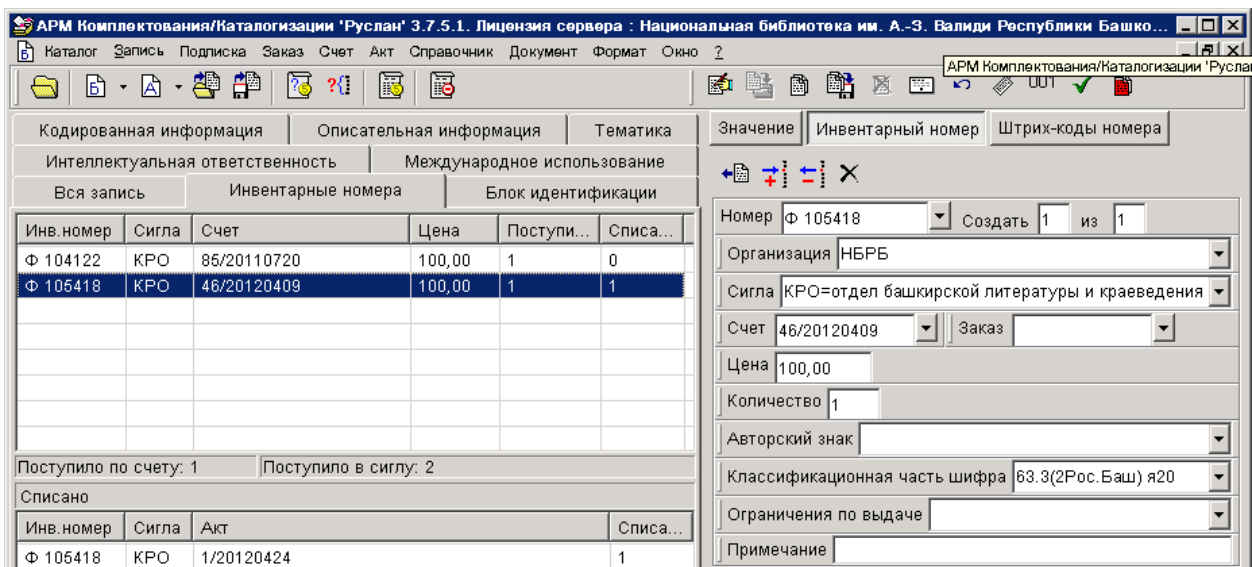 АРМ Комплектования/Каталогизации 'Руслан' 3.7.5.1. Лицензия сервера : Национальная библиотека им. А.-З. Валиди Республики Башко...
Каталог Запись Подписка Заказ Счет Акт Справочник Документ Формат Окно ?
АРМ Комплектования/Каталогизации 'Руслан
Кодированная информация Описательная информация Тематика
Интеллектуальная ответственность Международное использование
Вся запись Инвентарные номера Блок идентификации
Инв.номер Сигла Счет Цена Поступи... Списа...
Ф 104122 КРО 85/20110720 100,00 1 0
Ф 105418 КРО 46/20120409 100,00 1 1
Поступило по счету: 1 Поступило в сиглу: 2
Списано
Инв.номер Сигла Акт Списа...
Ф 105418 КРО 1/20120424 1
Значение Инвентарный номер Штрих-коды номера
Номер Ф 105418 Создать 1 из 1
Организация НБРБ
Сигла КРО=отдел башкирской литературы и краеведения
Счет 46/20120409 Заказ
Цена 100,00
Количество 1
Авторский знак
Классификационная часть шифра 63.3(2Рос.Баш) я20
Ограничения по выдаче
Примечание